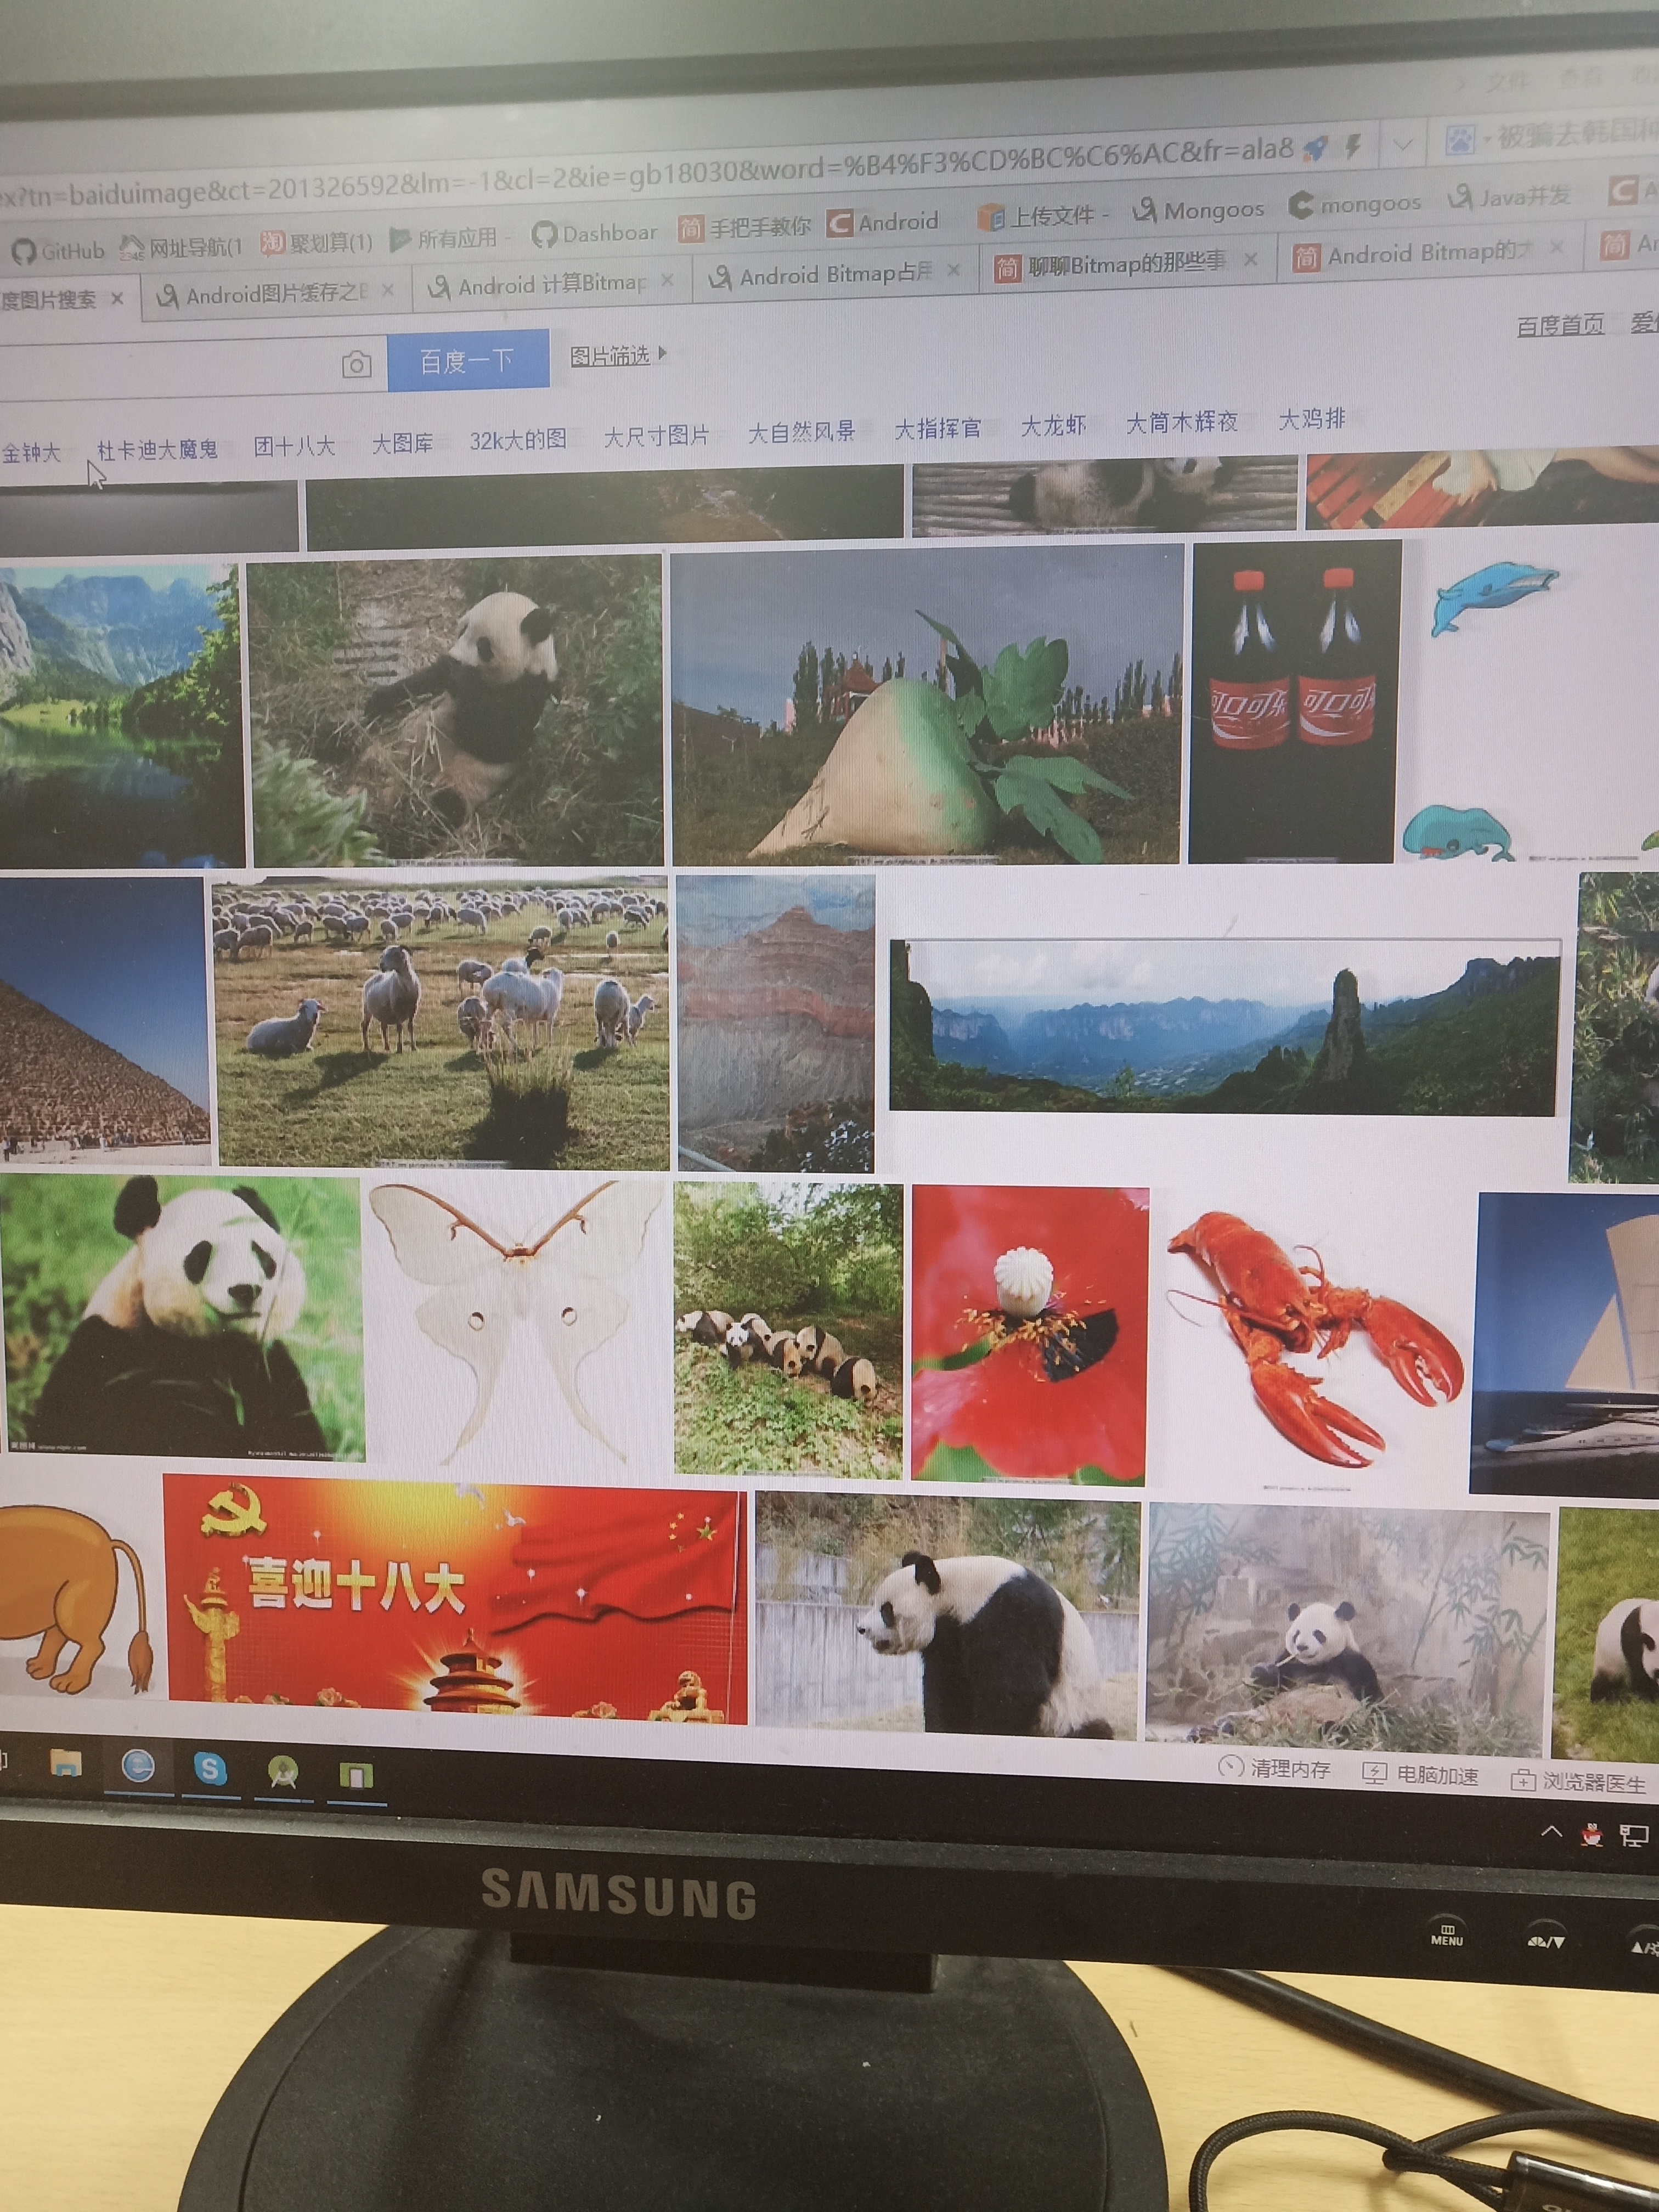 文件 查看
ex?tn=baiduimage&ct=201326592&lm=-1&cl=2&ie=gb18030&word=%B4%F3%CD%BC%C6%AC&fr=ala8
被骗去韩国
GitHub 网址导航(1 聚划算(1) 所有应用 - Dashboar 手把手教你 Android 上传文件 - Mongoos mongoos Java并发
度图片搜索 Android图片缓存之B Android 计算Bitmap Android Bitmap占用 聊聊Bitmap的那些事 Android Bitmap的大
百度一下 图片筛选 百度首页
金钟大 杜卡迪大魔鬼 团十八大 大图库 32k大的图 大尺寸图片 大自然风景 大指挥官 大龙虾 大筒木辉夜 大鸡排
可口可乐 可口可乐
喜迎十八大
清理内存 电脑加速 浏览器医生
SAMSUNG
MENU